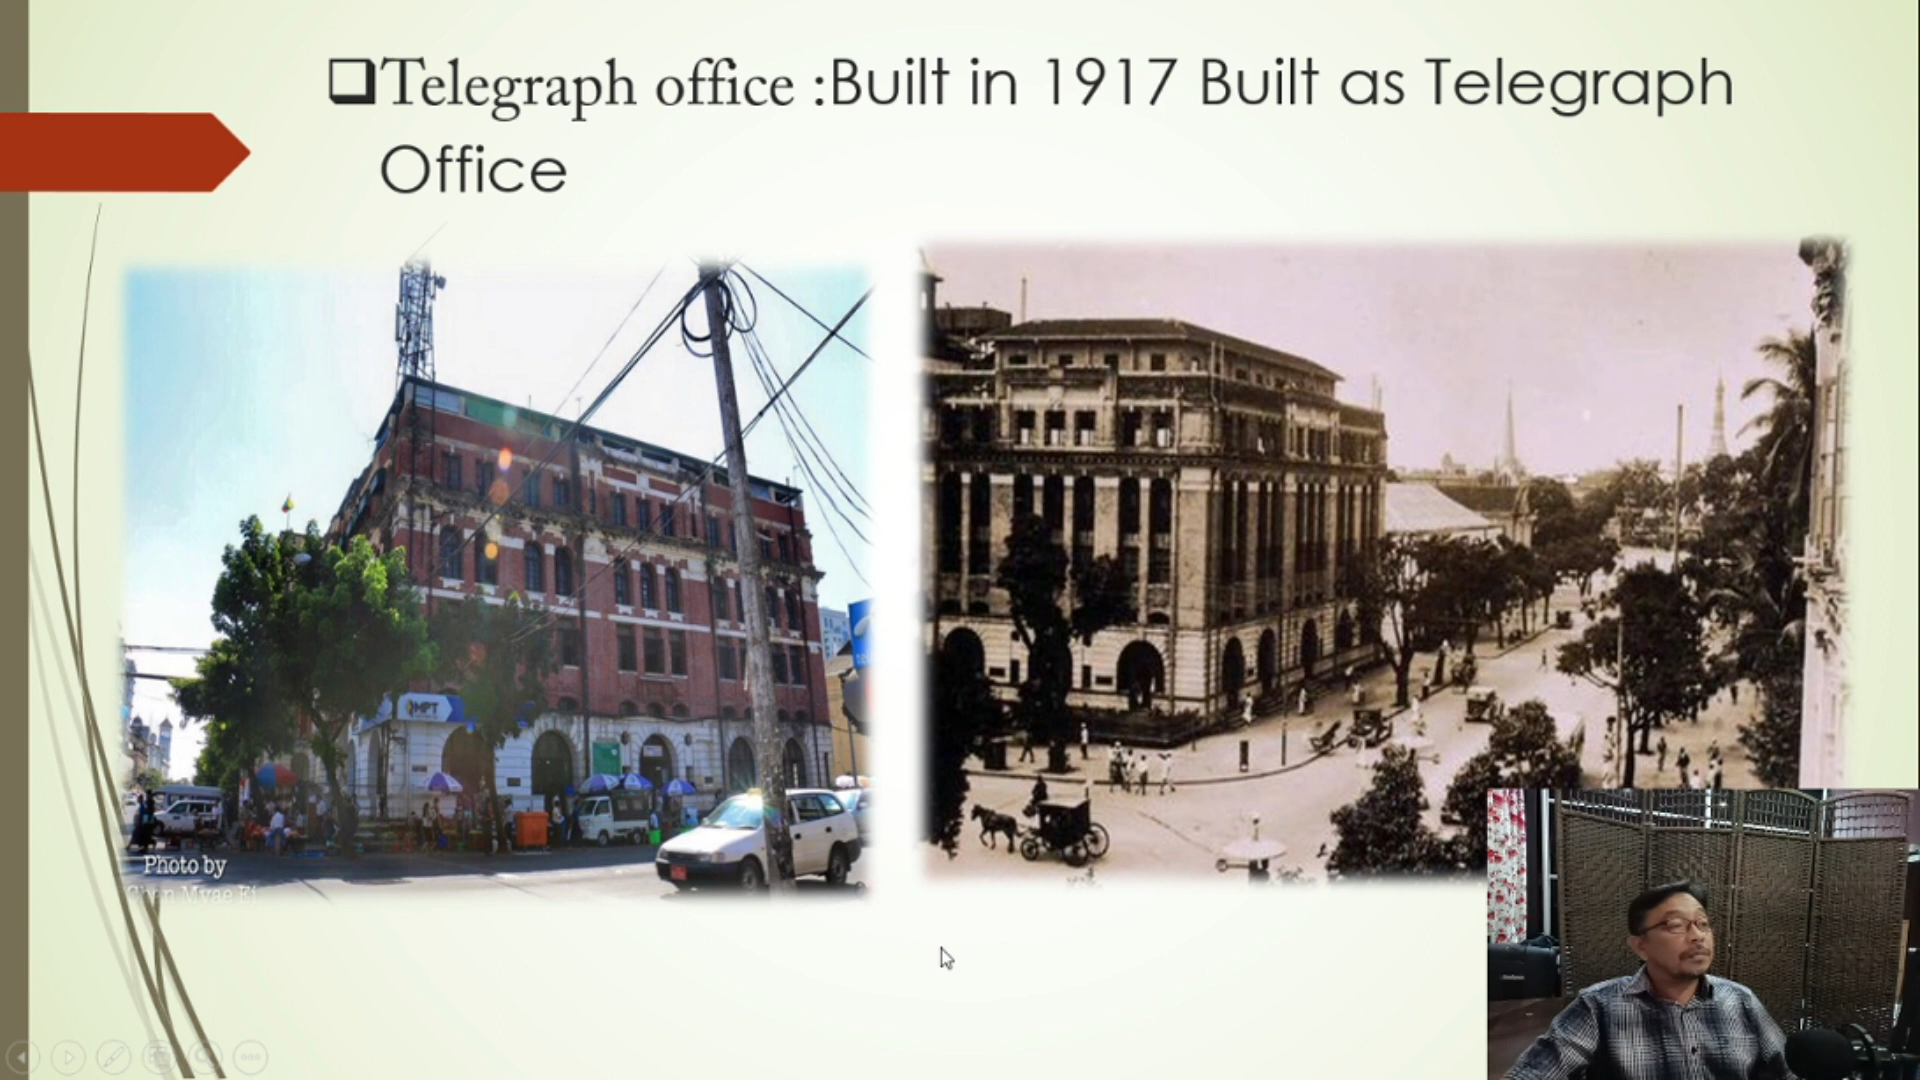 ❑Telegraph office :Built in 1917 Built as Telegraph
Office
MPT
Photo by